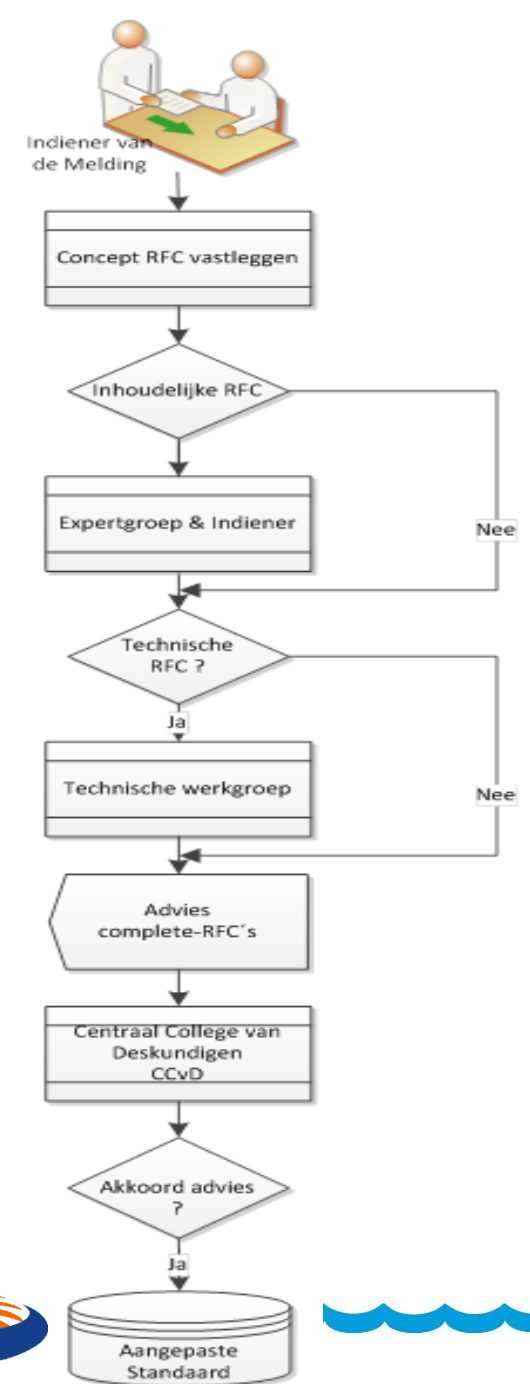 Indiener van
de Melding
Concept RFC vastleggen
Inhoudelijke RFC
Expertgroep & Indiener
Nee
Technische
RFC ?
Ja
Technische werkgroep
Nee
Advies
complete-RFC´s
Centraal College van
Deskundigen
CCvD
Akkoord advies
?
Ja
Aangepaste
Standaard